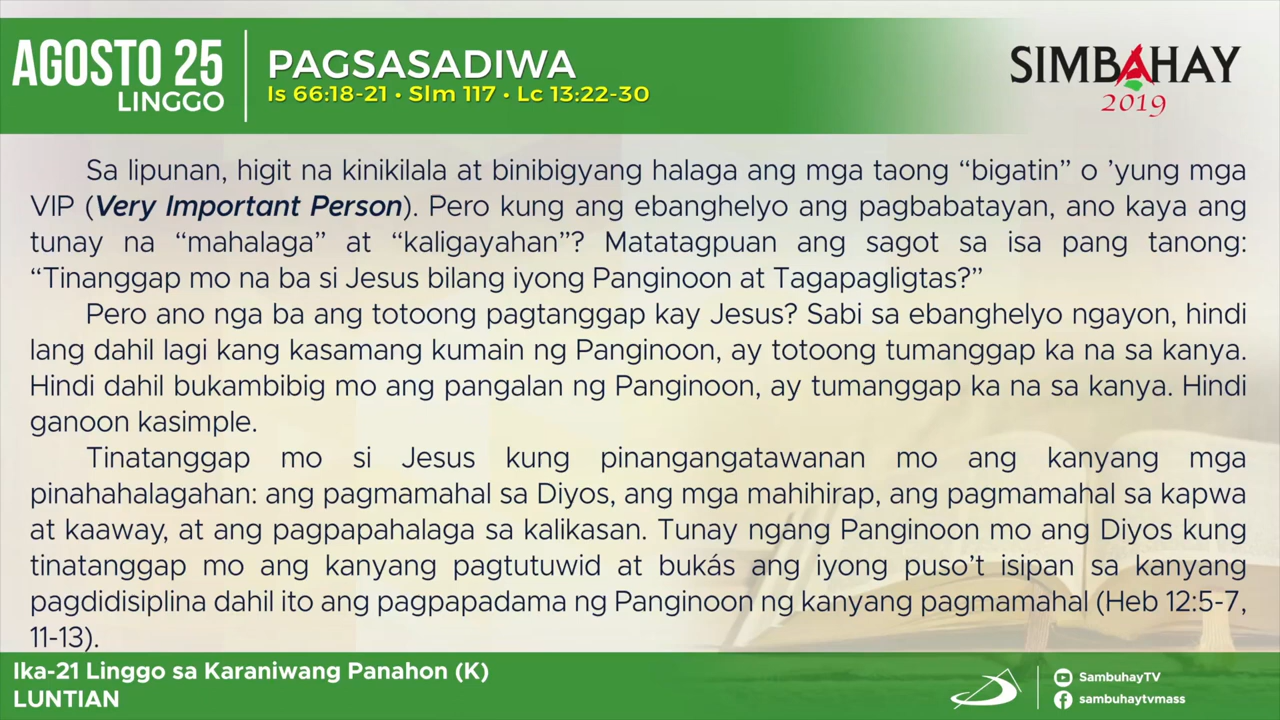 AGOSTO 25
LINGGO
PAGSASADIWA
Is 66:18-21 • Slm 117 • Lc 13:22-30
SIMBAHAY
2019
Sa lipunan, higit na kinikilala at binibigyang halaga ang mga taong “bigatin” o ’yung mga
VIP (Very Important Person). Pero kung ang ebanghelyo ang pagbabatayan, ano kaya ang
tunay na “mahalaga” at “kaligayahan”? Matatagpuan ang sagot sa isa pang tanong:
“Tinanggap mo na ba si Jesus bilang iyong Panginoon at Tagapagligtas?”
Pero ano nga ba ang totoong pagtanggap kay Jesus? Sabi sa ebanghelyo ngayon, hindi
lang dahil lagi kang kasamang kumain ng Panginoon, ay totoong tumanggap ka na sa kanya.
Hindi dahil bukambibig mo ang pangalan ng Panginoon, ay tumanggap ka na sa kanya. Hindi
ganoon kasimple.
Tinatanggap mo si Jesus kung pinangangatawanan mo ang kanyang mga
pinahahalagahan: ang pagmamahal sa Diyos, ang mga mahihirap, ang pagmamahal sa kapwa
at kaaway, at ang pagpapahalaga sa kalikasan. Tunay ngang Panginoon mo ang Diyos kung
tinatanggap mo ang kanyang pagtutuwid at bukás ang iyong puso’t isipan sa kanyang
pagdidisiplina dahil ito ang pagpapadama ng Panginoon ng kanyang pagmamahal (Heb 12:5-7,
11-13).
Ika-21 Linggo sa Karaniwang Panahon (K)
LUNTIAN
SambuhayTV
sambuhaytvmass